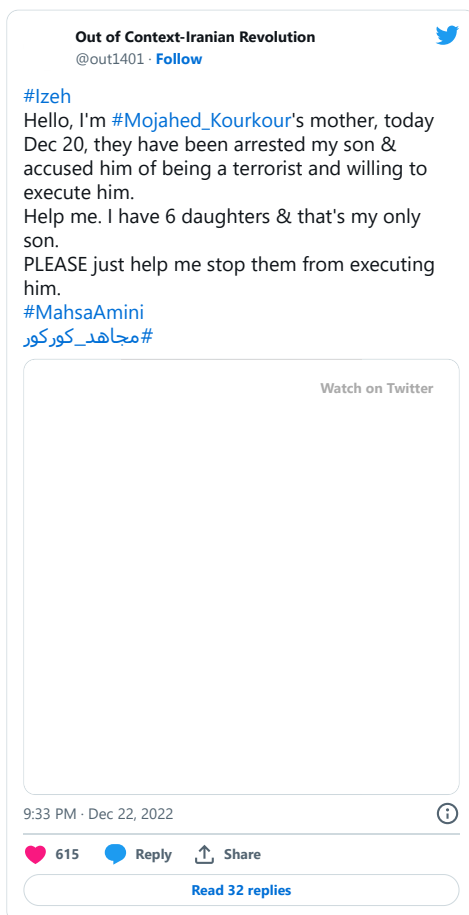 Out of Context-Iranian Revolution
@out1401 · Follow
#Izeh
Hello, I'm #Mojahed_Kourkour's mother, today
Dec 20, they have been arrested my son &
accused him of being a terrorist and willing to
execute him.
Help me. I have 6 daughters & that's my only
son.
PLEASE just help me stop them from executing
him.
#MahsaAmini
#مجاهد_کورکور
Watch on Twitter
9:33 PM · Dec 22, 2022
615 Reply Share
Read 32 replies